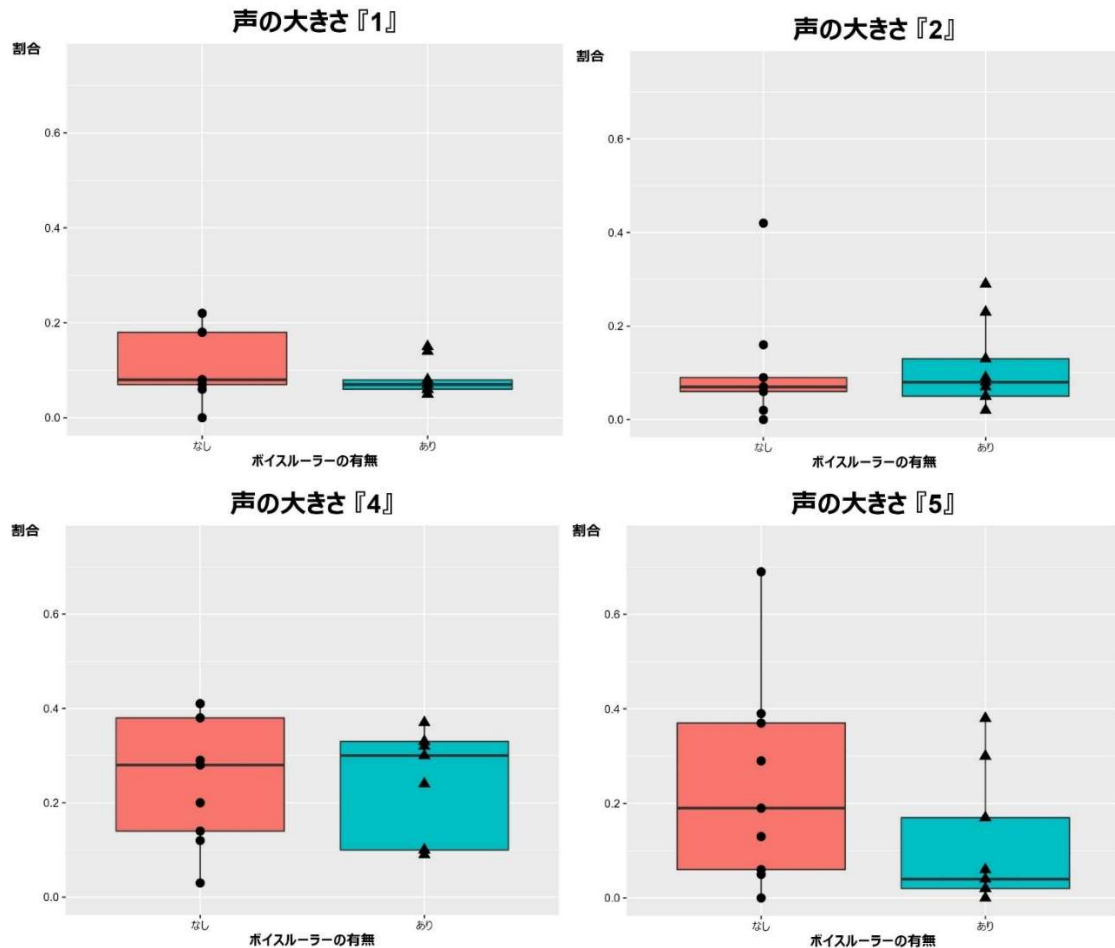 声の大きさ『1』
割合
0.6
0.4
0.2
0.0
なし
あり
ボイスルーラーの有無
声の大きさ『2』
割合
0.6
0.4
0.2
0.0
なし
あり
ボイスルーラーの有無
声の大きさ『4』
割合
0.6
0.4
0.2
0.0
なし
あり
ボイスルーラーの有無
声の大きさ『5』
割合
0.6
0.4
0.2
0.0
なし
あり
ボイスルーラーの有無